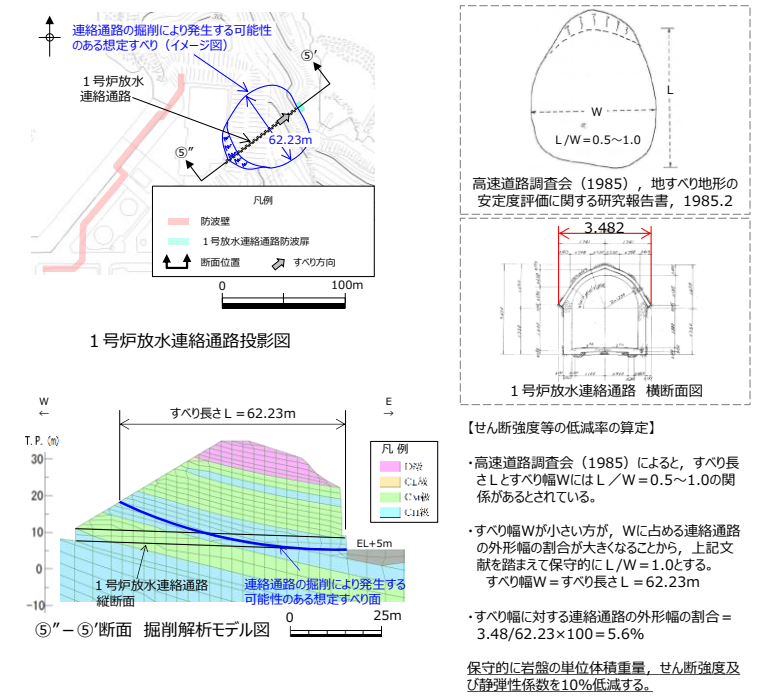 連絡通路の掘削により発生する可能性
のある想定すべり（イメージ図）
⑤′
１号炉放水
連絡通路
62.23m
⑤″
凡例
防波壁
１号放水連絡通路防波扉
断面位置
すべり方向
0
100m
１号炉放水連絡通路投影図
W
L
L/W＝0.5～1.0
高速道路調査会（1985），地すべり地形の
安定度評価に関する研究報告書，1985.2
3.482
１号炉放水連絡通路 横断面図
W
←
E
→
すべり長さＬ＝62.23m
T.P. (m)
30
20
10
0
-10
凡 例
D級
CL級
CM級
CH級
EL+5m
１号炉放水連絡通路
縦断面
連絡通路の掘削により発生する
可能性のある想定すべり面
⑤″－⑤′断面 掘削解析モデル図
0
25m
【せん断強度等の低減率の算定】
・高速道路調査会（1985）によると，すべり長
さＬとすべり幅WにはＬ／W＝0.5～1.0の関
係があるとされている。
・すべり幅Wが小さい方が，Wに占める連絡通路
の外形幅の割合が大きくなることから，上記文
献を踏まえて保守的にＬ/W＝1.0とする。
すべり幅W＝すべり長さＬ＝62.23m
・すべり幅に対する連絡通路の外形幅の割合＝
3.48/62.23×100＝5.6%
保守的に岩盤の単位体積重量，せん断強度及
び静弾性係数を10%低減する。